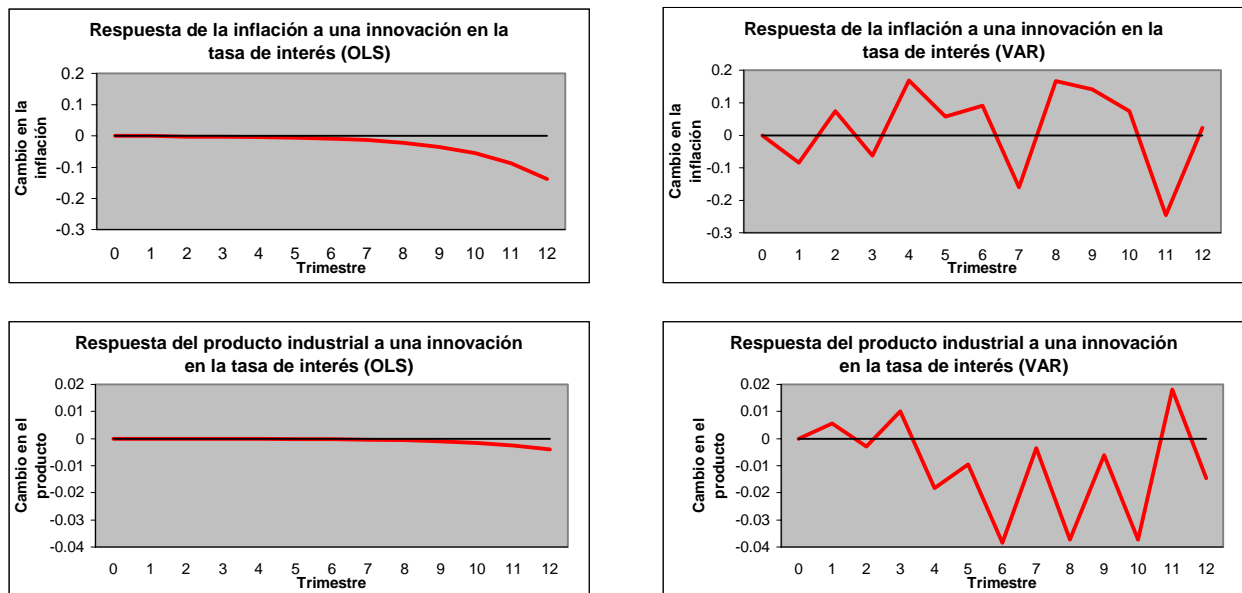 Respuesta de la inflación a una innovación en la
tasa de interés (OLS)
0.2
0.1
0
-0.1
-0.2
-0.3
Cambio en la
inflación
0 1 2 3 4 5 6 7 8 9 10 11 12
Trimestre
Respuesta de la inflación a una innovación en la
tasa de interés (VAR)
0.2
0.1
0
-0.1
-0.2
-0.3
Cambio en la
inflación
0 1 2 3 4 5 6 7 8 9 10 11 12
Trimestre
Respuesta del producto industrial a una innovación
en la tasa de interés (OLS)
0.02
0.01
0
-0.01
-0.02
-0.03
-0.04
Cambio en el
producto
0 1 2 3 4 5 6 7 8 9 10 11 12
Trimestre
Respuesta del producto industrial a una innovación
en la tasa de interés (VAR)
0.02
0.01
0
-0.01
-0.02
-0.03
-0.04
Cambio en el
producto
0 1 2 3 4 5 6 7 8 9 10 11 12
Trimestre